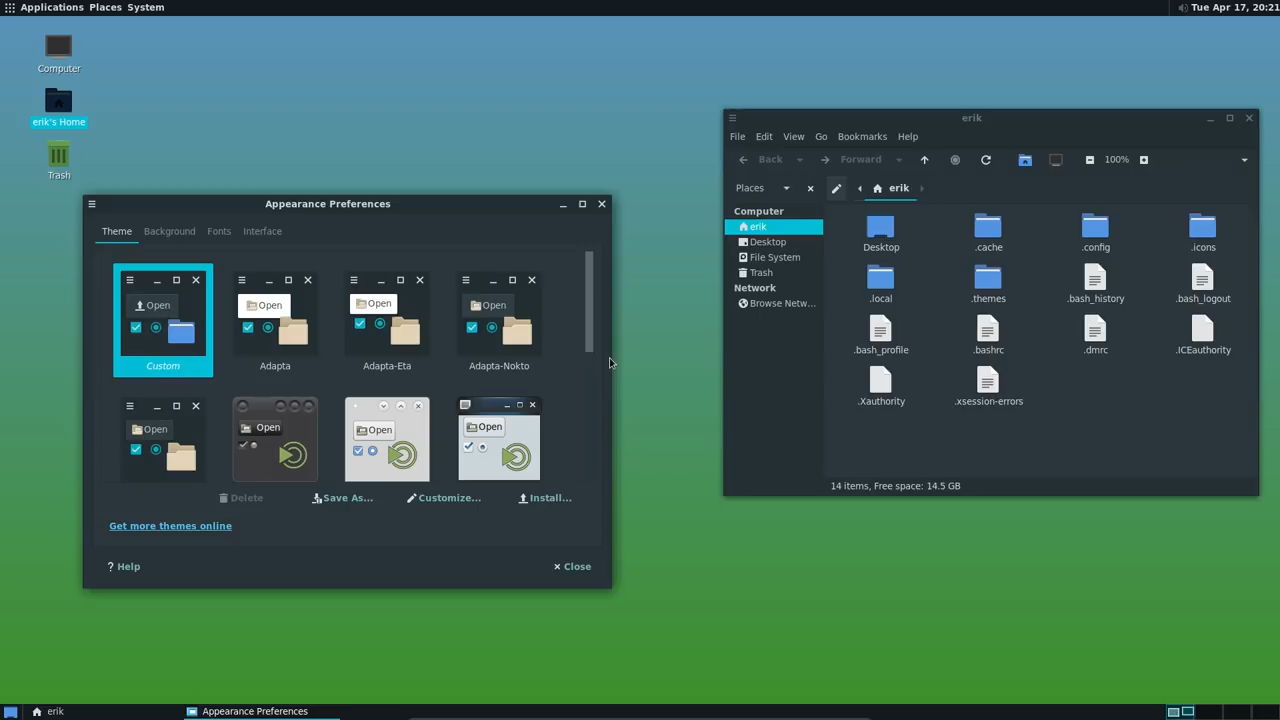 Applications Places System
Tue Apr 17, 20:21
Computer
erik's Home
Trash
Appearance Preferences
Theme Background Fonts Interface
Open Open Open Open
Custom Adapta Adapta-Eta Adapta-Nokto
Open Open Open Open
Delete Save As... Customize... Install...
Get more themes online
? Help
Close
erik
File Edit View Go Bookmarks Help
Back Forward 100%
Places erik
Computer
erik
Desktop
File System
Trash
Network
Browse Netw...
Desktop .cache .config .icons
.local .themes .bash_history .bash_logout
.bash_profile .bashrc .dmrc .ICEauthority
.Xauthority .xsession-errors
14 items, Free space: 14.5 GB
erik
Appearance Preferences